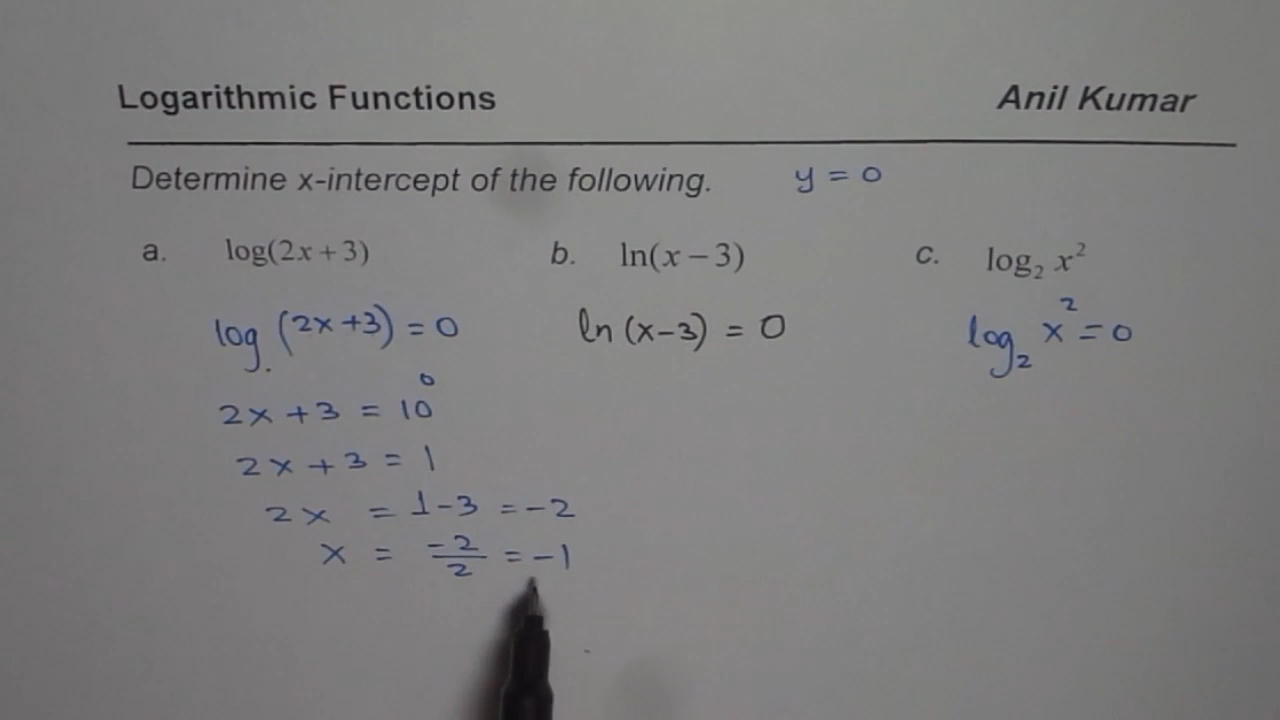 Logarithmic Functions Anil Kumar
Determine x-intercept of the following. y = 0
a. log(2x + 3) b. ln(x − 3) c. log₂ x²
log (2x + 3) = 0 ln (x − 3) = 0 log₂ x² = 0
2x + 3 = 10⁰
2x + 3 = 1
2x = 1 − 3 = −2
x = −2/2 = −1